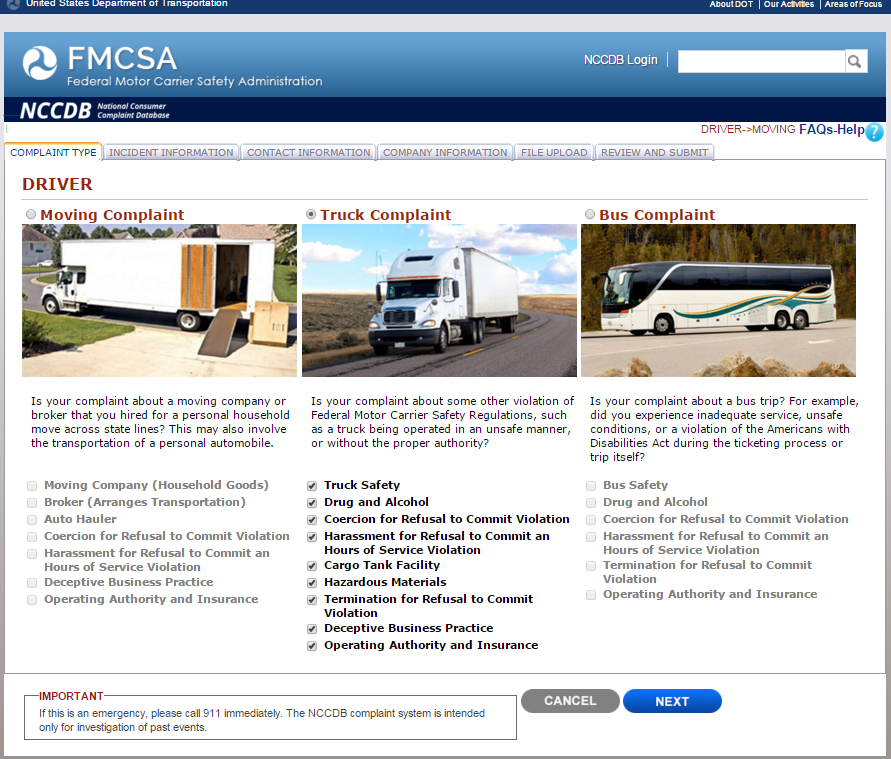 United States Department of Transportation
About DOT | Our Activities | Areas of Focus
FMCSA
Federal Motor Carrier Safety Administration
NCCDB Login
NCCDB National Consumer
Complaint Database
DRIVER->MOVING FAQs-Help ?
COMPLAINT TYPE
INCIDENT INFORMATION
CONTACT INFORMATION
COMPANY INFORMATION
FILE UPLOAD
REVIEW AND SUBMIT
DRIVER
Moving Complaint
Is your complaint about a moving company or
broker that you hired for a personal household
move across state lines? This may also involve
the transportation of a personal automobile.
Moving Company (Household Goods)
Broker (Arranges Transportation)
Auto Hauler
Coercion for Refusal to Commit Violation
Harassment for Refusal to Commit an
Hours of Service Violation
Deceptive Business Practice
Operating Authority and Insurance
Truck Complaint
Is your complaint about some other violation of
Federal Motor Carrier Safety Regulations, such
as a truck being operated in an unsafe manner,
or without the proper authority?
Truck Safety
Drug and Alcohol
Coercion for Refusal to Commit Violation
Harassment for Refusal to Commit an
Hours of Service Violation
Cargo Tank Facility
Hazardous Materials
Termination for Refusal to Commit
Violation
Deceptive Business Practice
Operating Authority and Insurance
Bus Complaint
Is your complaint about a bus trip? For example,
did you experience inadequate service, unsafe
conditions, or a violation of the Americans with
Disabilities Act during the ticketing process or
trip itself?
Bus Safety
Drug and Alcohol
Coercion for Refusal to Commit Violation
Harassment for Refusal to Commit an
Hours of Service Violation
Termination for Refusal to Commit
Violation
Operating Authority and Insurance
IMPORTANT
If this is an emergency, please call 911 immediately. The NCCDB complaint system is intended
only for investigation of past events.
CANCEL
NEXT